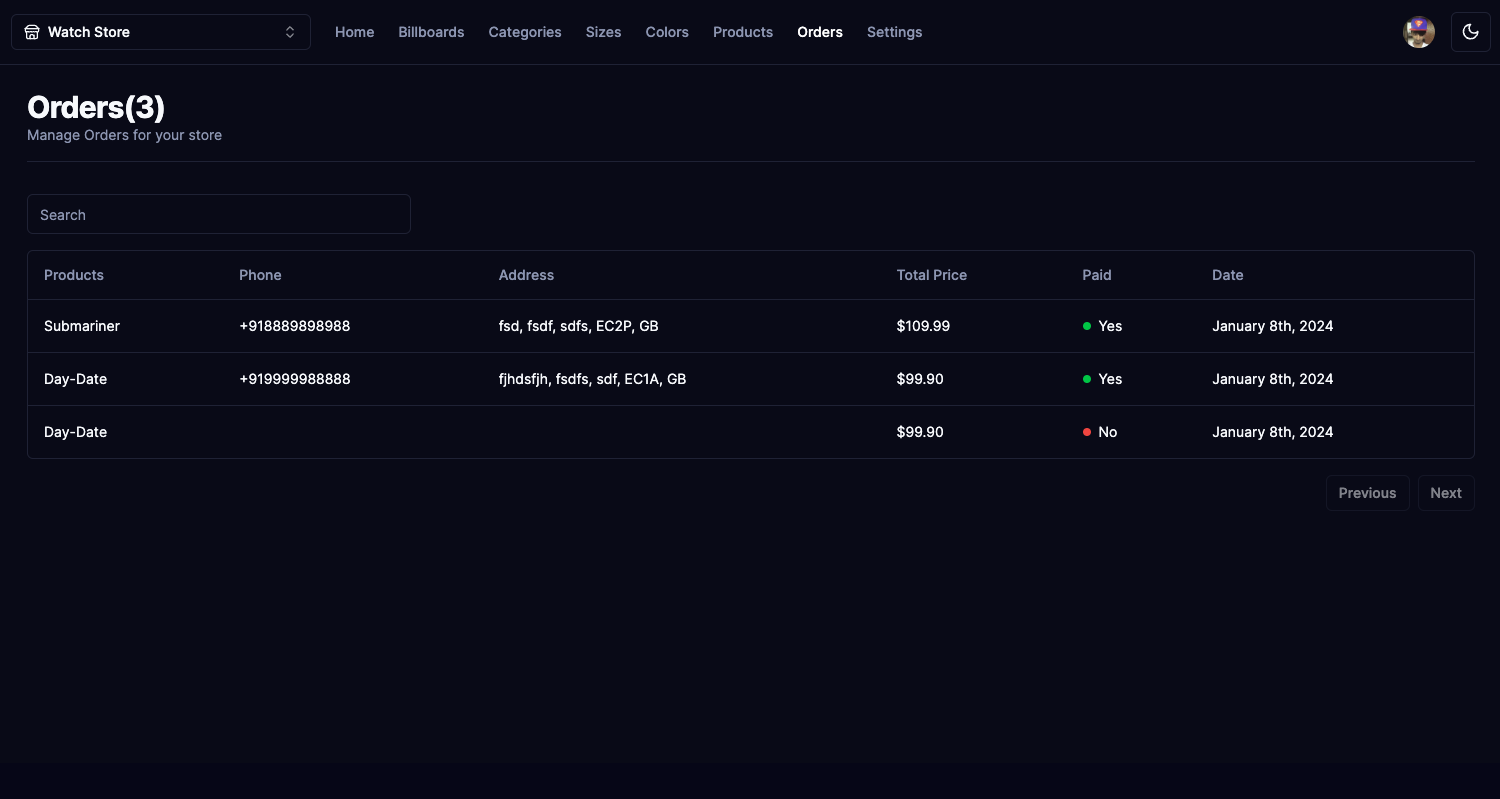 Watch Store Home Billboards Categories Sizes Colors Products Orders Settings
Orders(3)
Manage Orders for your store
Search
Products Phone Address Total Price Paid Date
Submariner +918889898988 fsd, fsdf, sdfs, EC2P, GB $109.99 Yes January 8th, 2024
Day-Date +919999988888 fjhdsfjh, fsdfs, sdf, EC1A, GB $99.90 Yes January 8th, 2024
Day-Date $99.90 No January 8th, 2024
Previous Next